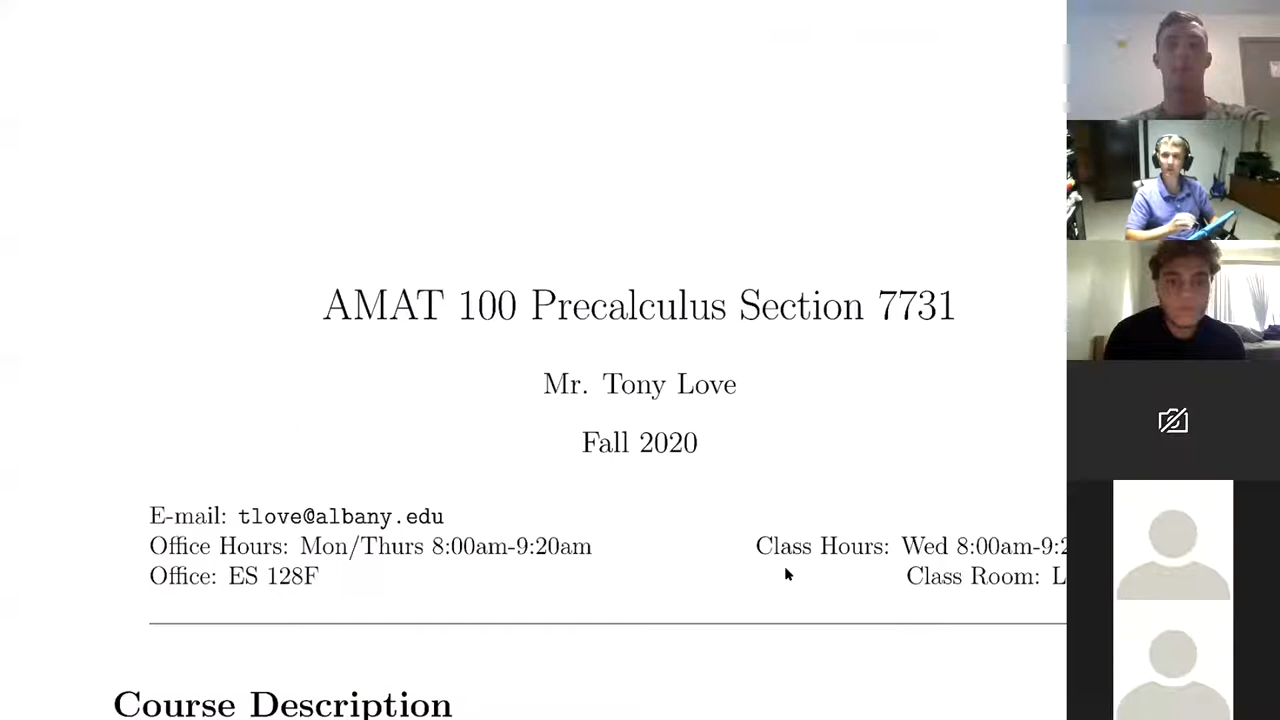 AMAT 100 Precalculus Section 7731
Mr. Tony Love
Fall 2020
E-mail: tlove@albany.edu
Office Hours: Mon/Thurs 8:00am-9:20am
Class Hours: Wed 8:00am-9:2
Office: ES 128F
Class Room: L
Course Description